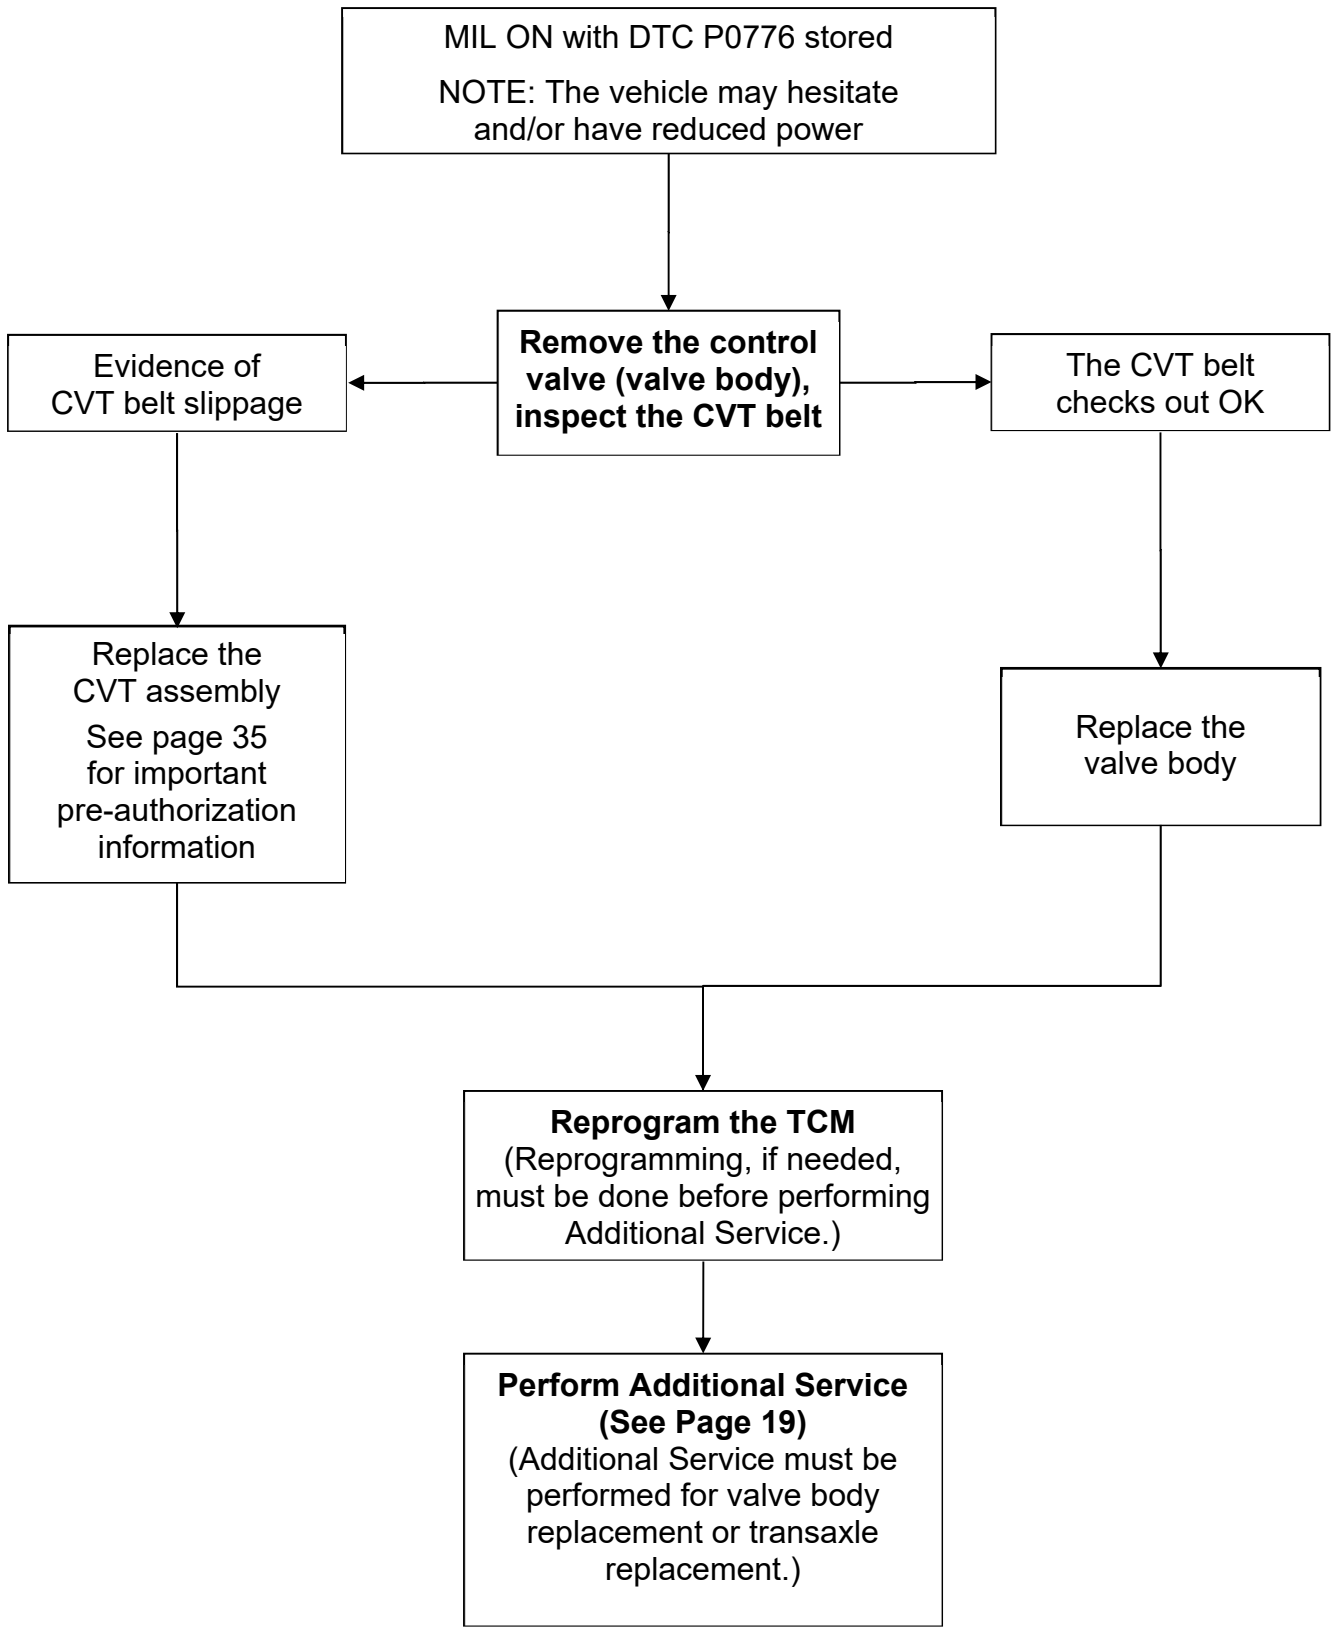 MIL ON with DTC P0776 stored
NOTE: The vehicle may hesitate
and/or have reduced power
Remove the control
valve (valve body),
inspect the CVT belt
Evidence of
CVT belt slippage
The CVT belt
checks out OK
Replace the
CVT assembly
See page 35
for important
pre-authorization
information
Replace the
valve body
Reprogram the TCM
(Reprogramming, if needed,
must be done before performing
Additional Service.)
Perform Additional Service
(See Page 19)
(Additional Service must be
performed for valve body
replacement or transaxle
replacement.)